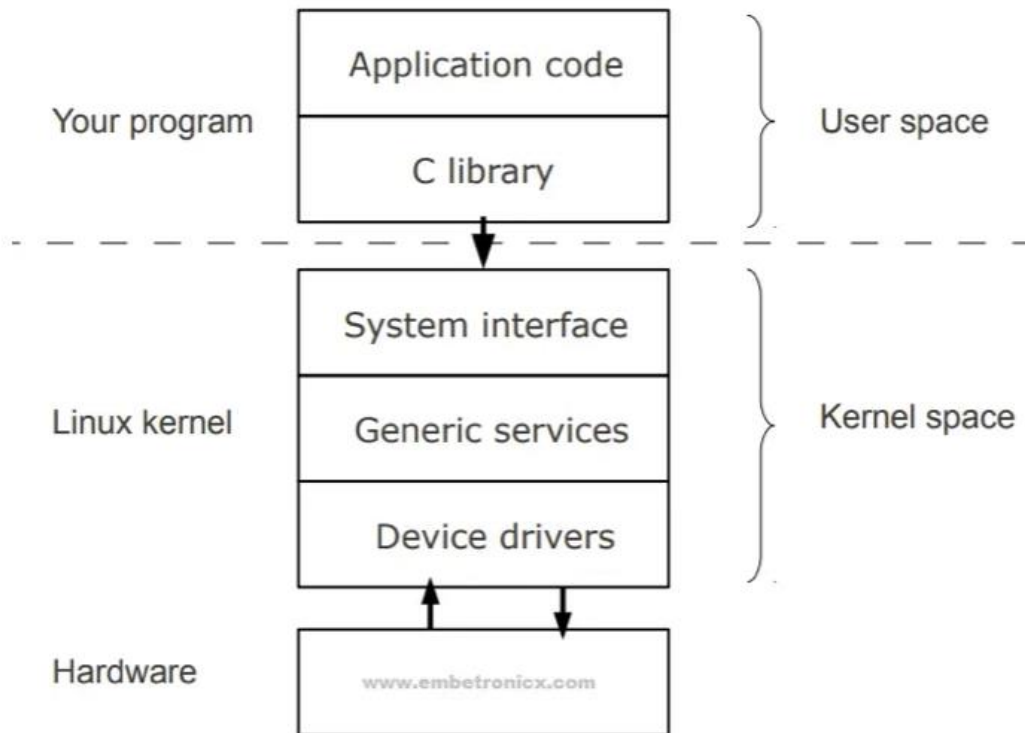 Application code
Your program
User space
C library
System interface
Linux kernel
Generic services
Kernel space
Device drivers
Hardware
www.embetronicx.com